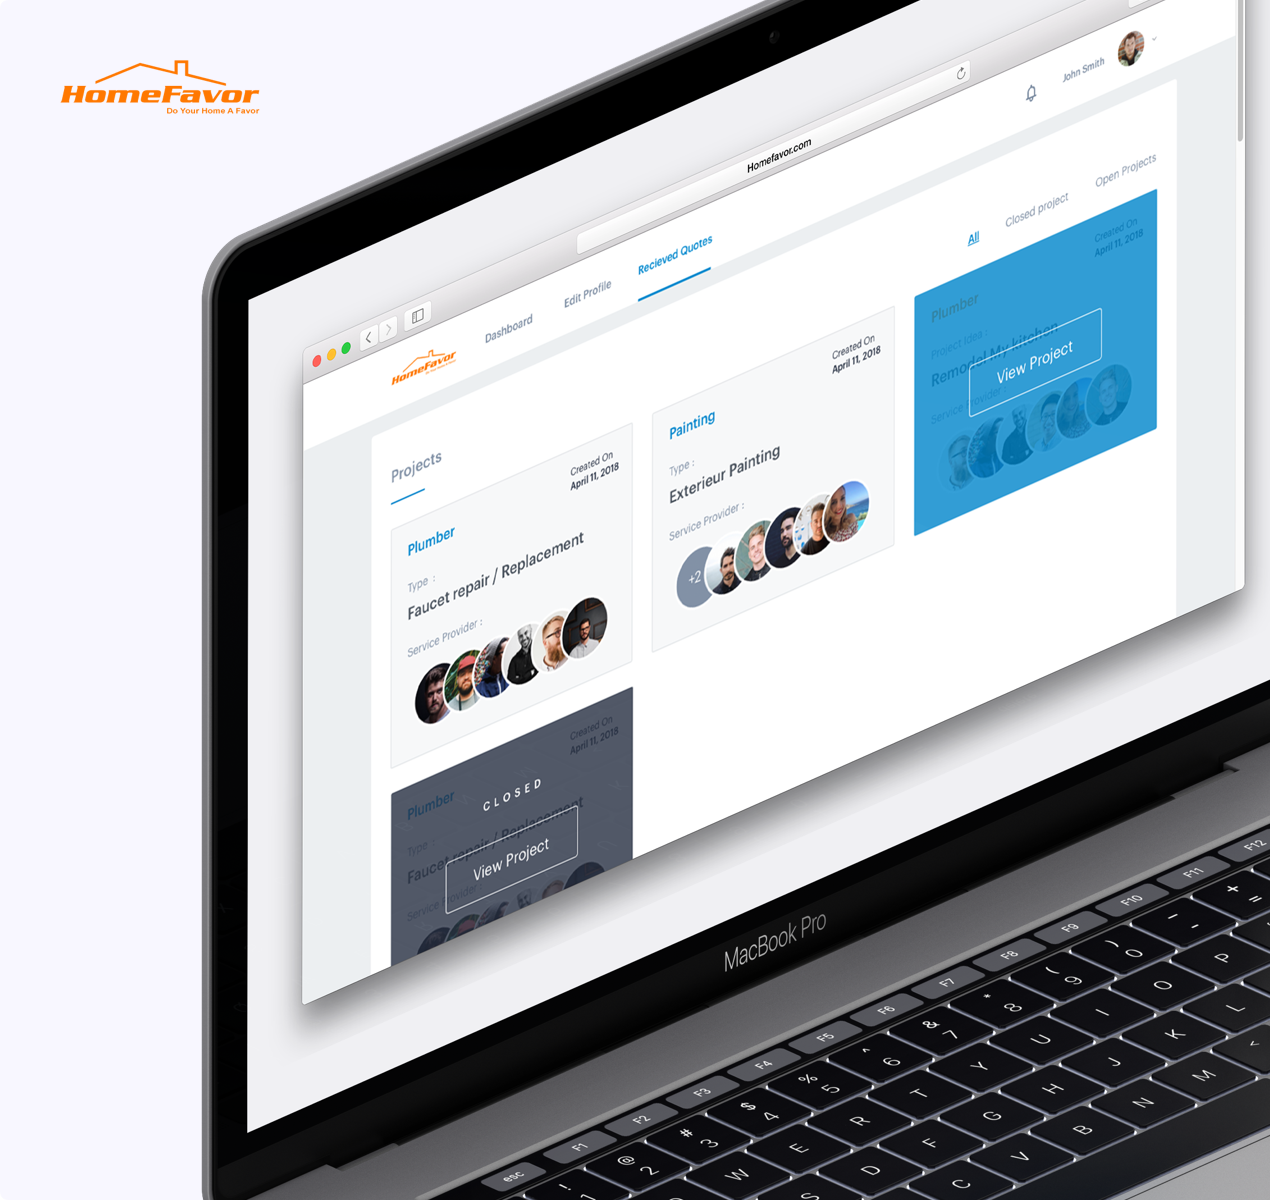 HomeFavor
Do Your Home A Favor
Homefavor.com
John Smith
HomeFavor
Dashboard
Edit Profile
Recieved Quotes
All
Closed project
Open Projects
Projects
Created On
April 11, 2018
Plumber
Type :
Faucet repair / Replacement
Service Provider :
Created On
April 11, 2018
Painting
Type :
Exterieur Painting
Service Provider :
+2
Created On
April 11, 2018
Plumber
Project Idea :
Remodel My kitchen
View Project
Service Provider :
Created On
April 11, 2018
CLOSED
Plumber
Type :
Faucet repair / Replacement
View Project
Service Provider :
MacBook Pro
esc F1 F2 F3 F4 F5 F6 F7 F8 F9 F10 F11 F12
! @ # $ % ^ & * ( ) _ +
1 2 3 4 5 6 7 8 9 0 - =
W E R T Y U I O P
S D F G H J K L
C V B N M <